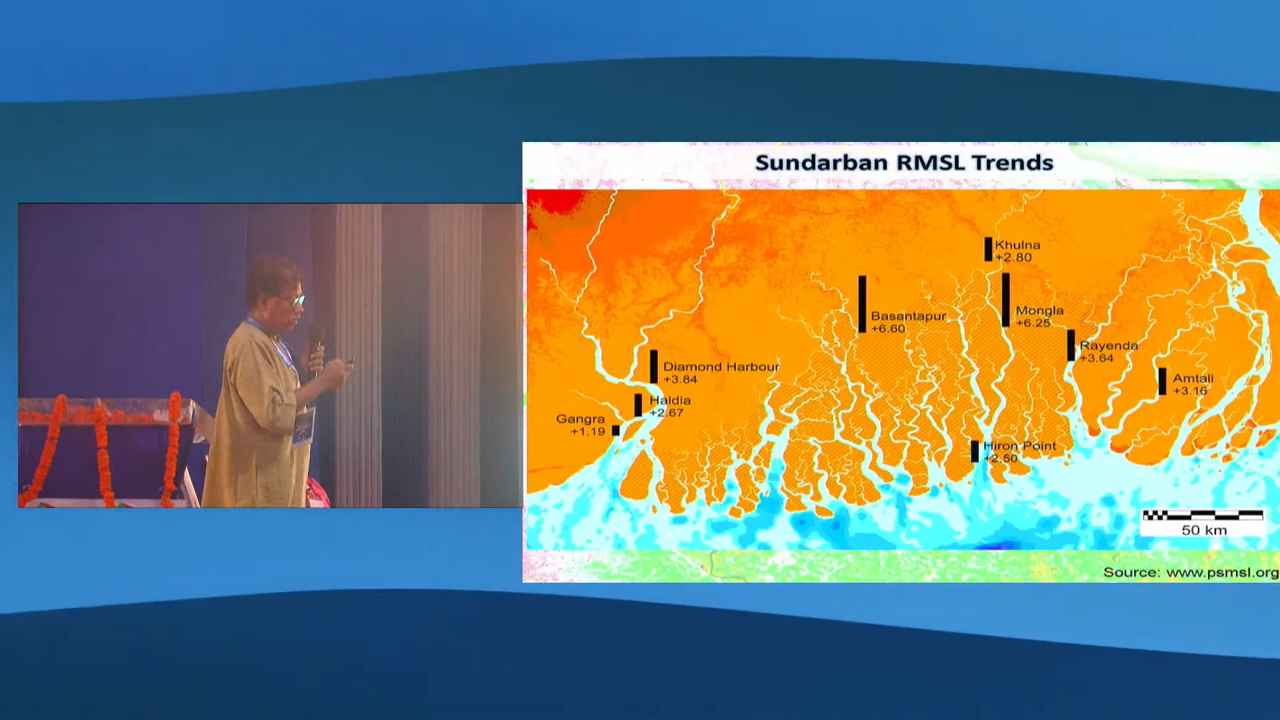 Sundarban RMSL Trends
Khulna
+2.80
Basantapur
+6.60
Mongla
+6.25
Rayenda
+3.64
Diamond Harbour
+3.84
Amtali
+3.16
Haldia
+2.67
Gangra
+1.19
Hiron Point
+2.50
50 km
Source: www.psmsl.org